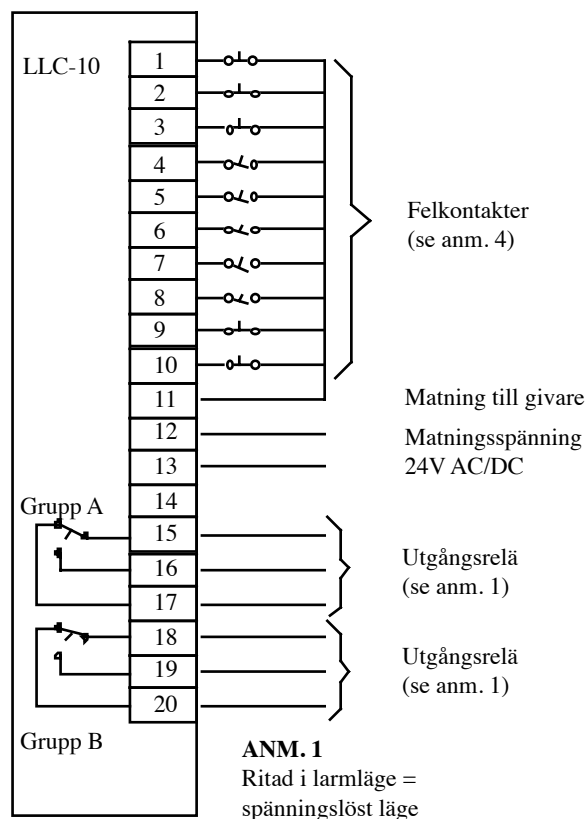 LLC-10
1
2
3
4
5
6
7
8
9
10
11
12
13
14
15
16
17
18
19
20
Felkontakter
(se anm. 4)
Matning till givare
Matningsspänning
24V AC/DC
Grupp A
Utgångsrelä
(se anm. 1)
Utgångsrelä
(se anm. 1)
Grupp B
ANM. 1
Ritad i larmläge =
spänningslöst läge